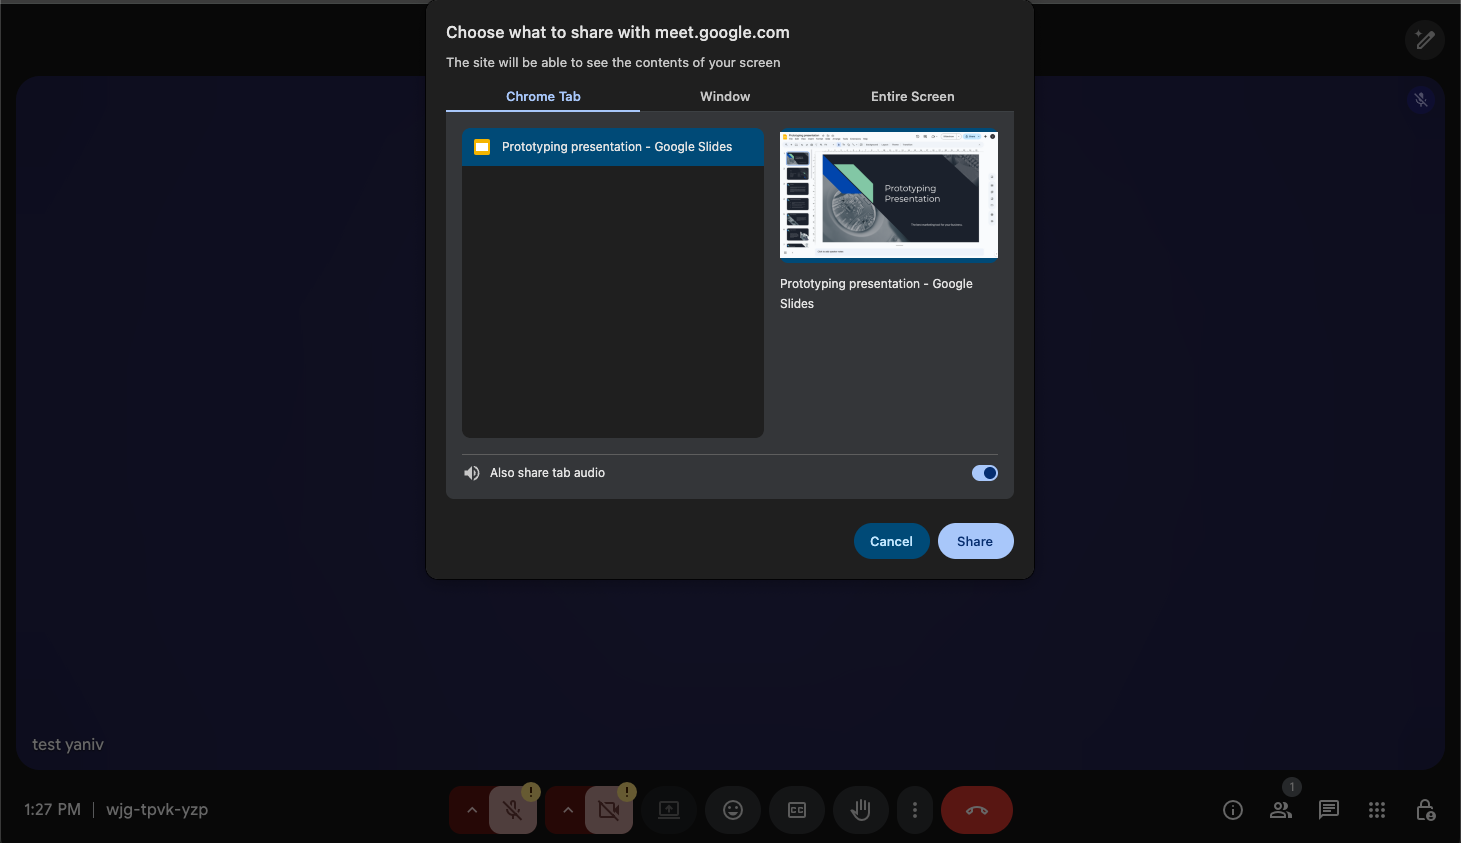 Choose what to share with meet.google.com
The site will be able to see the contents of your screen
Chrome Tab
Window
Entire Screen
Prototyping presentation - Google Slides
Prototyping
Presentation
Prototyping presentation - Google
Slides
Also share tab audio
Cancel
Share
test yaniv
1:27 PM | wjg-tpvk-yzp
!
!
CC
1